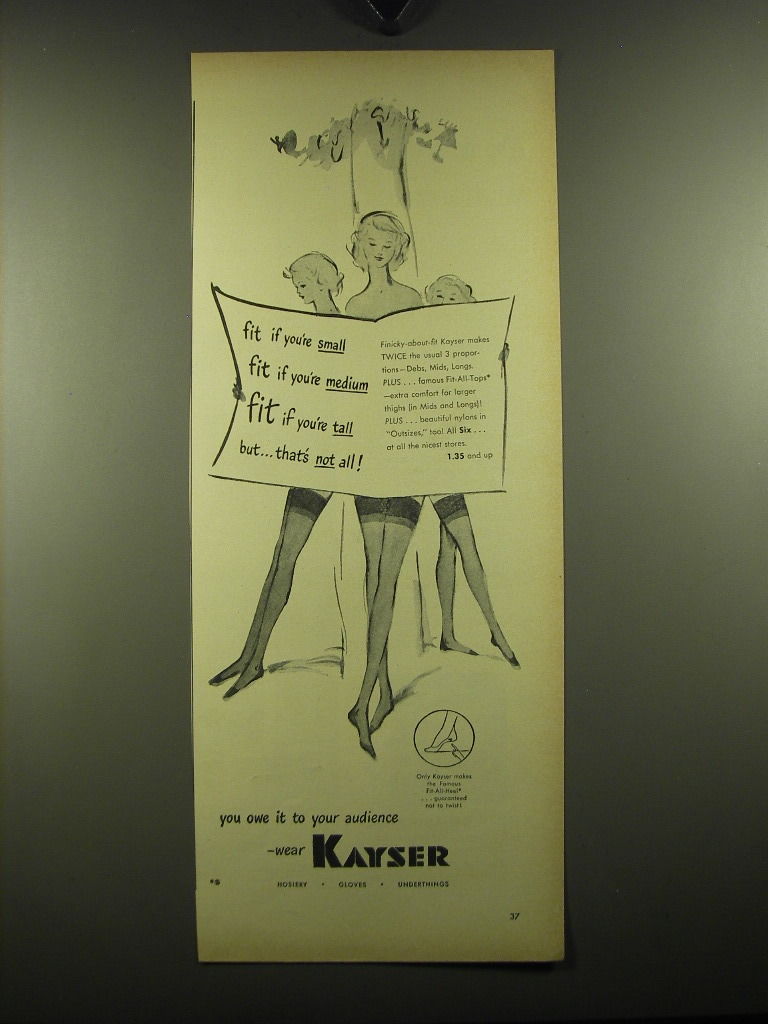 fit if you're small
fit if you're medium
fit if you're tall
but...that's not all!
Finicky-about-fit Kayser makes
TWICE the usual 3 propor-
tions—Debs, Mids, Longs.
PLUS... famous Fit-All-Tops*
—extra comfort for larger
thighs (in Mids and Longs)!
PLUS... beautiful nylons in
"Outsizes," too! All Six...
at all the nicest stores.
1.35 and up
Only Kayser makes
the Famous
Fit-All-Heel*
...guaranteed
not to twist!
you owe it to your audience
—wear KAYSER
HOSIERY • GLOVES • UNDERTHINGS
37